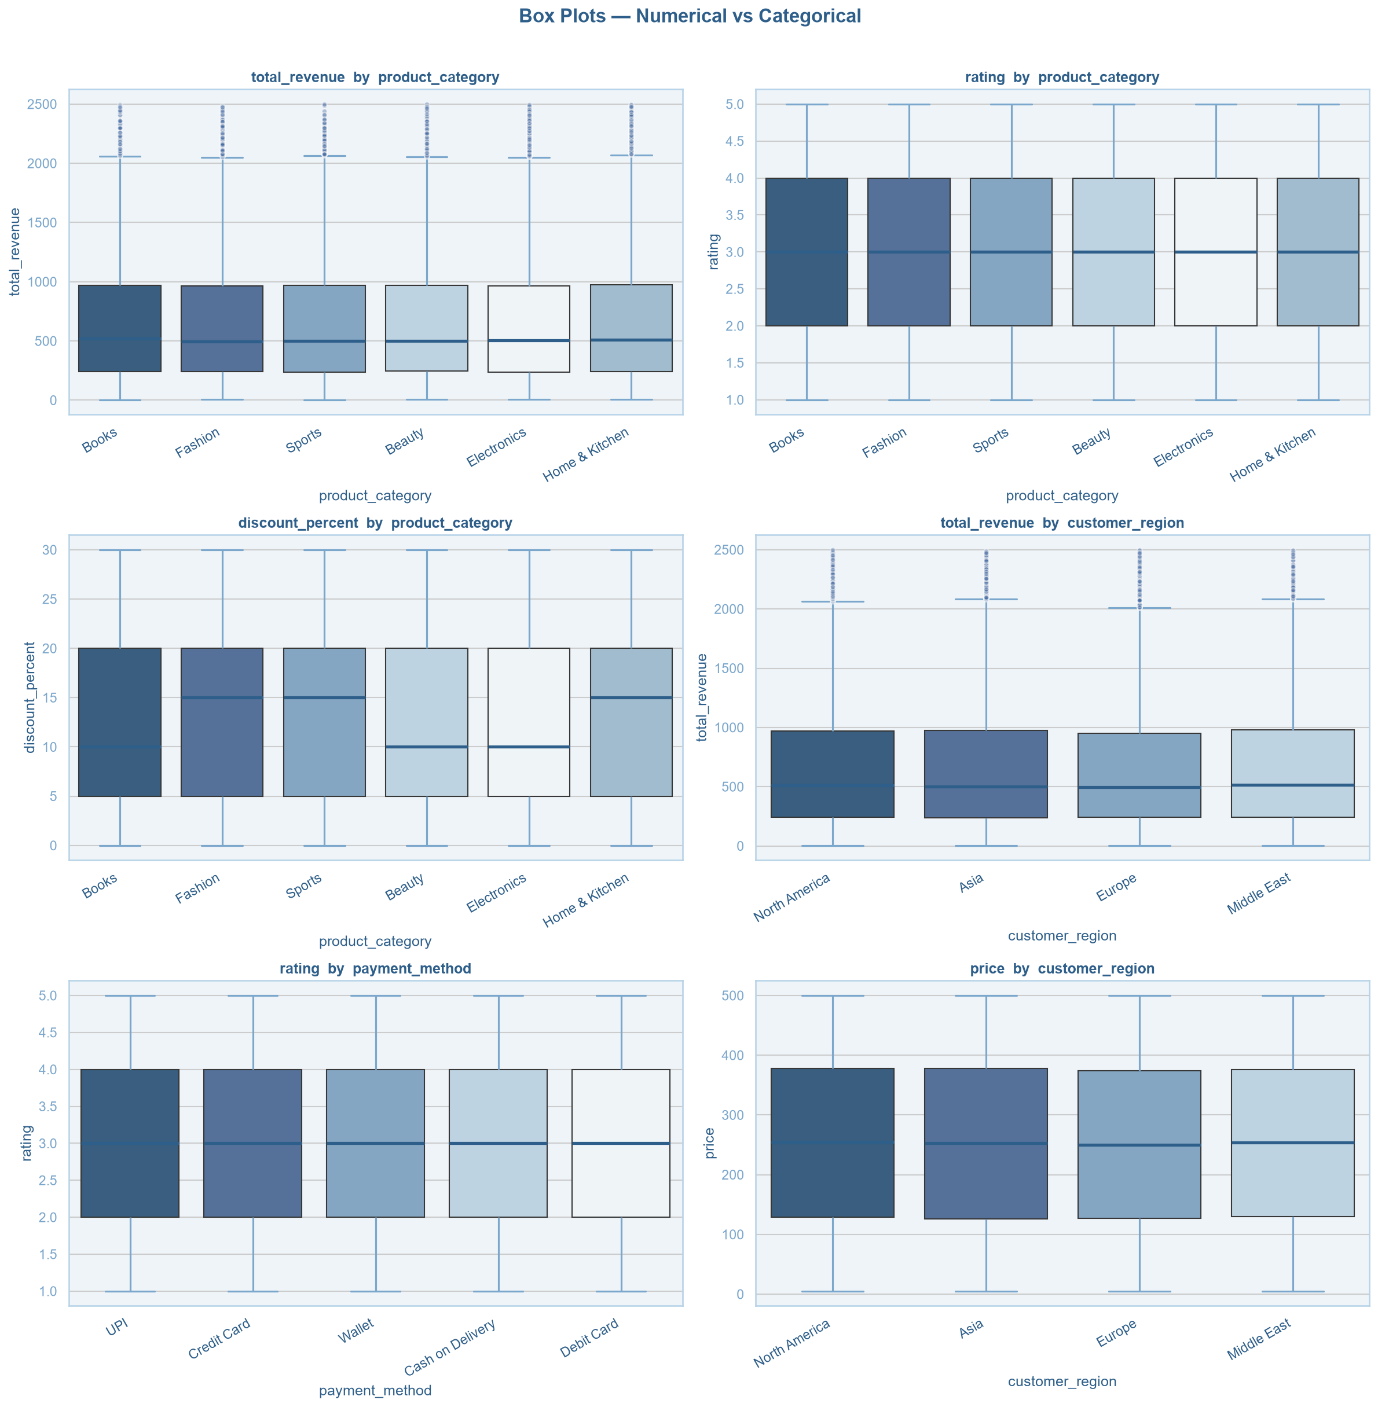 Box Plots — Numerical vs Categorical
total_revenue by product_category
total_revenue
2500
2000
1500
1000
500
0
Books
Fashion
Sports
Beauty
Electronics
Home & Kitchen
product_category
rating by product_category
rating
5.0
4.5
4.0
3.5
3.0
2.5
2.0
1.5
1.0
Books
Fashion
Sports
Beauty
Electronics
Home & Kitchen
product_category
discount_percent by product_category
discount_percent
30
25
20
15
10
5
0
Books
Fashion
Sports
Beauty
Electronics
Home & Kitchen
product_category
total_revenue by customer_region
total_revenue
2500
2000
1500
1000
500
0
North America
Asia
Europe
Middle East
customer_region
rating by payment_method
rating
5.0
4.5
4.0
3.5
3.0
2.5
2.0
1.5
1.0
UPI
Credit Card
Wallet
Cash on Delivery
Debit Card
payment_method
price by customer_region
price
500
400
300
200
100
0
North America
Asia
Europe
Middle East
customer_region